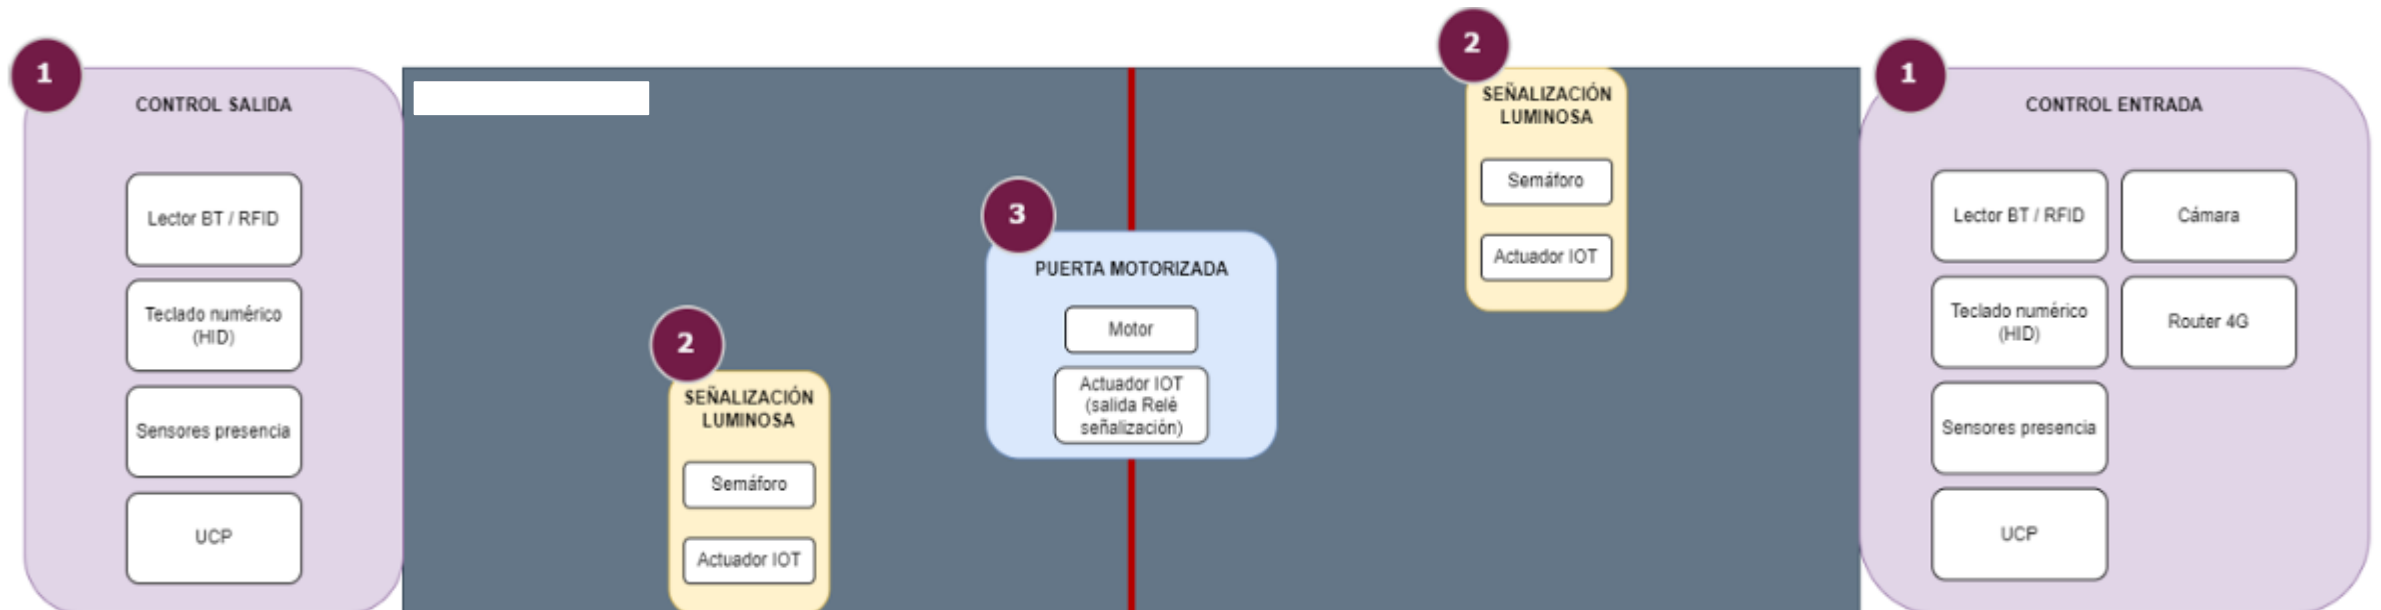 1
CONTROL SALIDA
Lector BT / RFID
Teclado numérico
(HID)
Sensores presencia
UCP
2
SEÑALIZACIÓN
LUMINOSA
Semáforo
Actuador IOT
3
PUERTA MOTORIZADA
Motor
Actuador IOT
(salida Relé
señalización)
2
SEÑALIZACIÓN
LUMINOSA
Semáforo
Actuador IOT
1
CONTROL ENTRADA
Lector BT / RFID
Cámara
Teclado numérico
(HID)
Router 4G
Sensores presencia
UCP